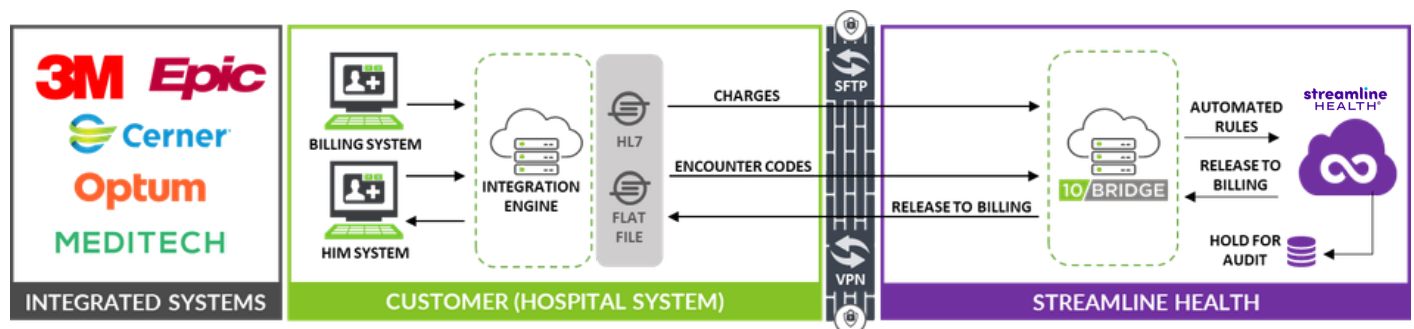 3M
Epic
Cerner
Optum
MEDITECH
INTEGRATED SYSTEMS
BILLING SYSTEM
HIM SYSTEM
INTEGRATION
ENGINE
HL7
FLAT
FILE
CHARGES
ENCOUNTER CODES
RELEASE TO BILLING
CUSTOMER (HOSPITAL SYSTEM)
SFTP
VPN
10/BRIDGE
AUTOMATED
RULES
RELEASE TO
BILLING
HOLD FOR
AUDIT
streamline
HEALTH®
STREAMLINE HEALTH